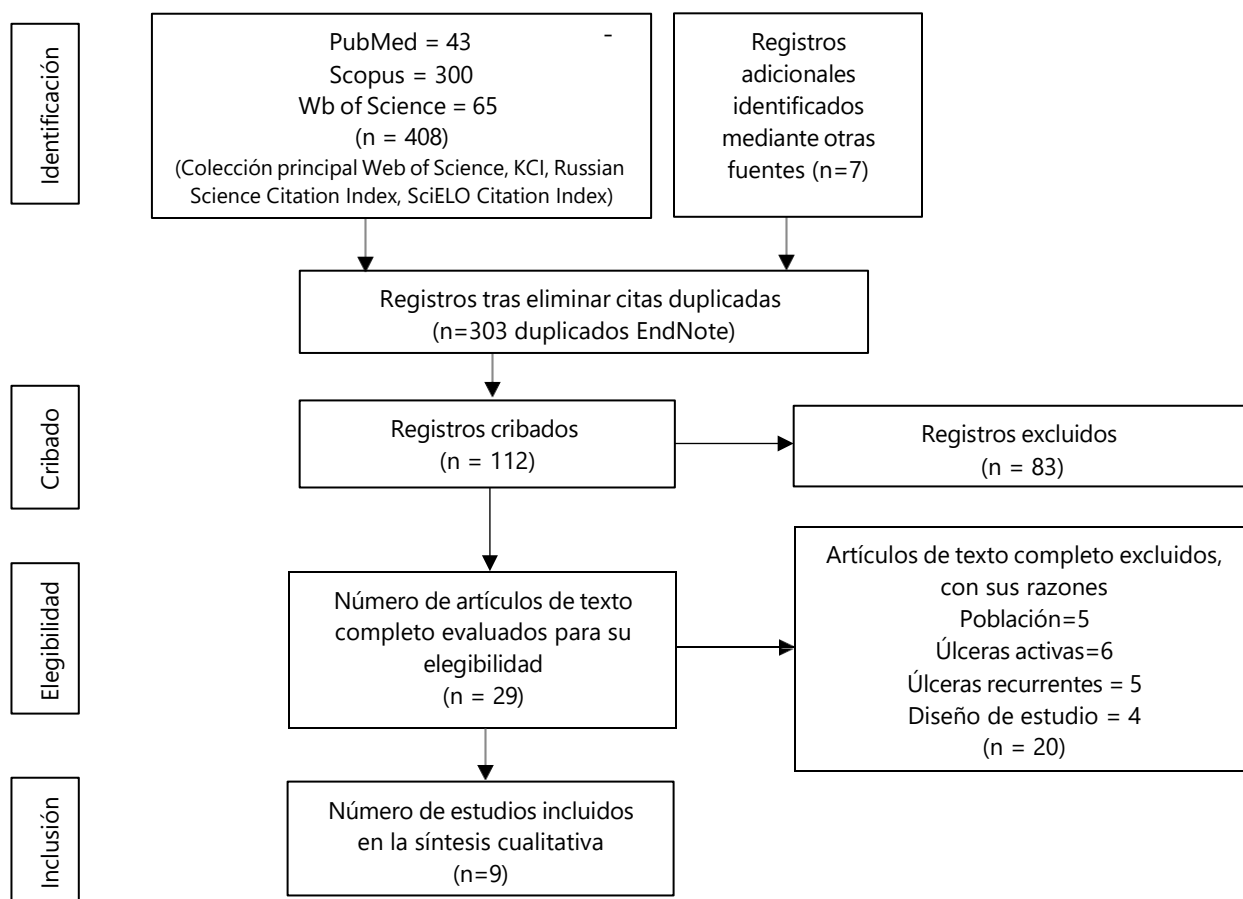 Identificación
PubMed = 43 -
Scopus = 300
Wb of Science = 65
(n = 408)
(Colección principal Web of Science, KCI, Russian
Science Citation Index, SciELO Citation Index)
Registros
adicionales
identificados
mediante otras
fuentes (n=7)
Registros tras eliminar citas duplicadas
(n=303 duplicados EndNote)
Cribado
Registros cribados
(n = 112)
Registros excluidos
(n = 83)
Elegibilidad
Número de artículos de texto
completo evaluados para su
elegibilidad
(n = 29)
Artículos de texto completo excluidos,
con sus razones
Población=5
Úlceras activas=6
Úlceras recurrentes = 5
Diseño de estudio = 4
(n = 20)
Inclusión
Número de estudios incluidos
en la síntesis cualitativa
(n=9)